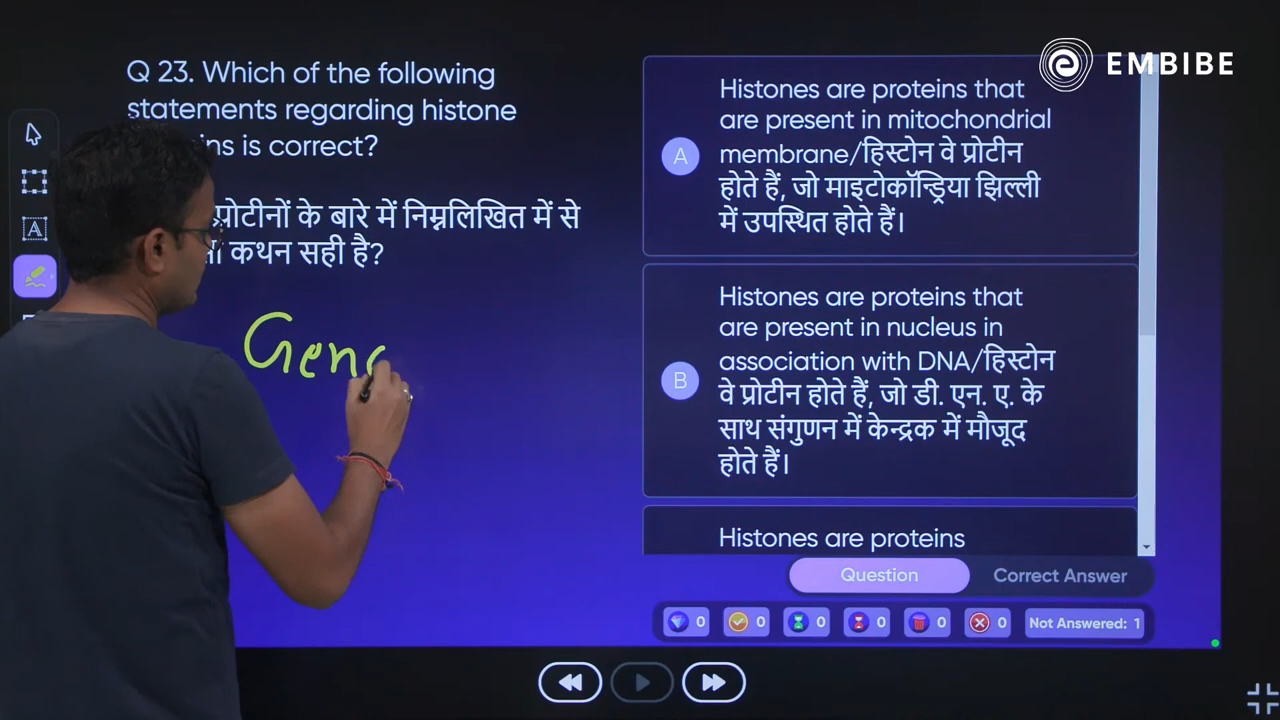 EMBIBE
Q 23. Which of the following
statements regarding histone
ns is correct?
प्रोटीनों के बारे में निम्नलिखित में से
कथन सही है?
Gene
A
Histones are proteins that
are present in mitochondrial
membrane/हिस्टोन वे प्रोटीन
होते हैं, जो माइटोकॉन्ड्रिया झिल्ली
में उपस्थित होते हैं।
B
Histones are proteins that
are present in nucleus in
association with DNA/हिस्टोन
वे प्रोटीन होते हैं, जो डी. एन. ए. के
साथ संगुणन में केन्द्रक में मौजूद
होते हैं।
Histones are proteins
Question Correct Answer
0 0 0 0 0 0 Not Answered: 1